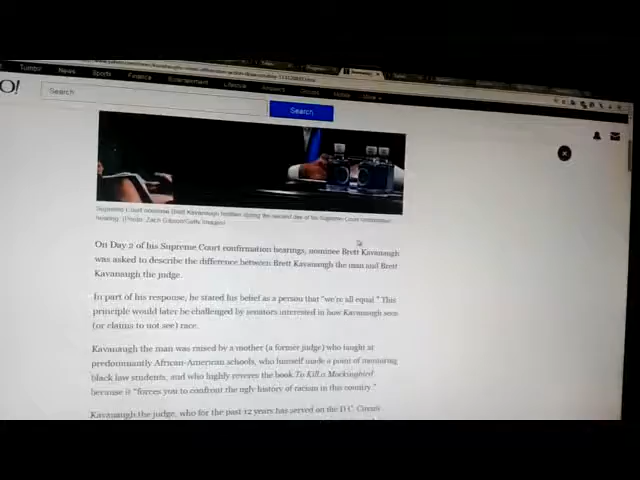 Tumblr News Sports Finance Entertainment Lifestyle
O!
Search
Search
Supreme Court nominee Brett Kavanaugh testifies during the second day of his Supreme Court confirmation
hearing. (Photo: Zach Gibson/Getty Images)
On Day 2 of his Supreme Court confirmation hearings, nominee Brett Kavanaugh
was asked to describe the difference between Brett Kavanaugh the man and Brett
Kavanaugh the judge.
In part of his response, he stated his belief as a person that "we're all equal." This
principle would later be challenged by senators interested in how Kavanaugh sees
(or claims to not see) race.
Kavanaugh the man was raised by a mother (a former judge) who taught at
predominantly African-American schools, who himself made a point of mentoring
black law students, and who highly reveres the book To Kill a Mockingbird
because it "forces you to confront the ugly history of racism in this country."
Kavanaugh the judge, who for the past 12 years has served on the D.C. Circuit